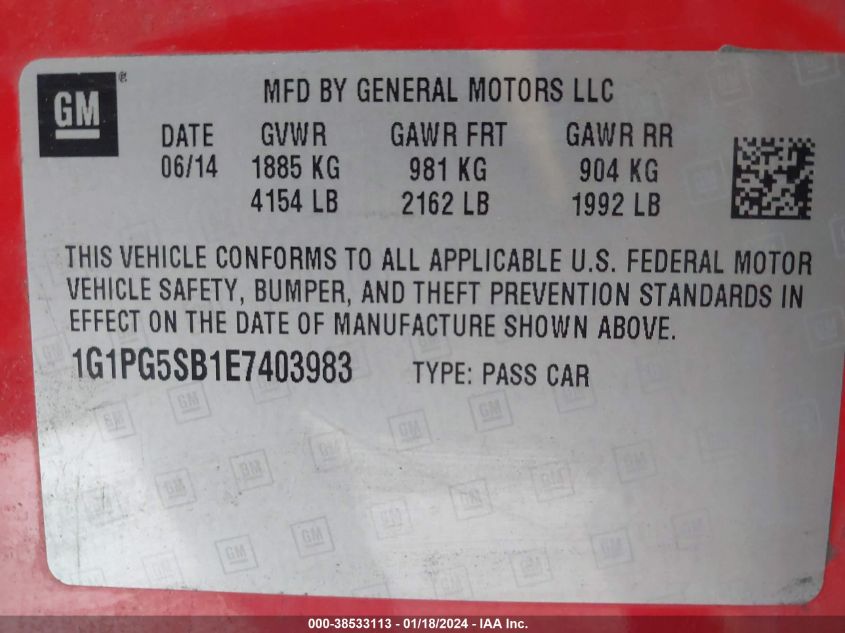 GM
MFD BY GENERAL MOTORS LLC
DATE GVWR GAWR FRT GAWR RR
06/14 1885 KG 981 KG 904 KG
4154 LB 2162 LB 1992 LB
THIS VEHICLE CONFORMS TO ALL APPLICABLE U.S. FEDERAL MOTOR
VEHICLE SAFETY, BUMPER, AND THEFT PREVENTION STANDARDS IN
EFFECT ON THE DATE OF MANUFACTURE SHOWN ABOVE.
1G1PG5SB1E7403983 TYPE: PASS CAR
000-38533113 - 01/18/2024 - IAA Inc.